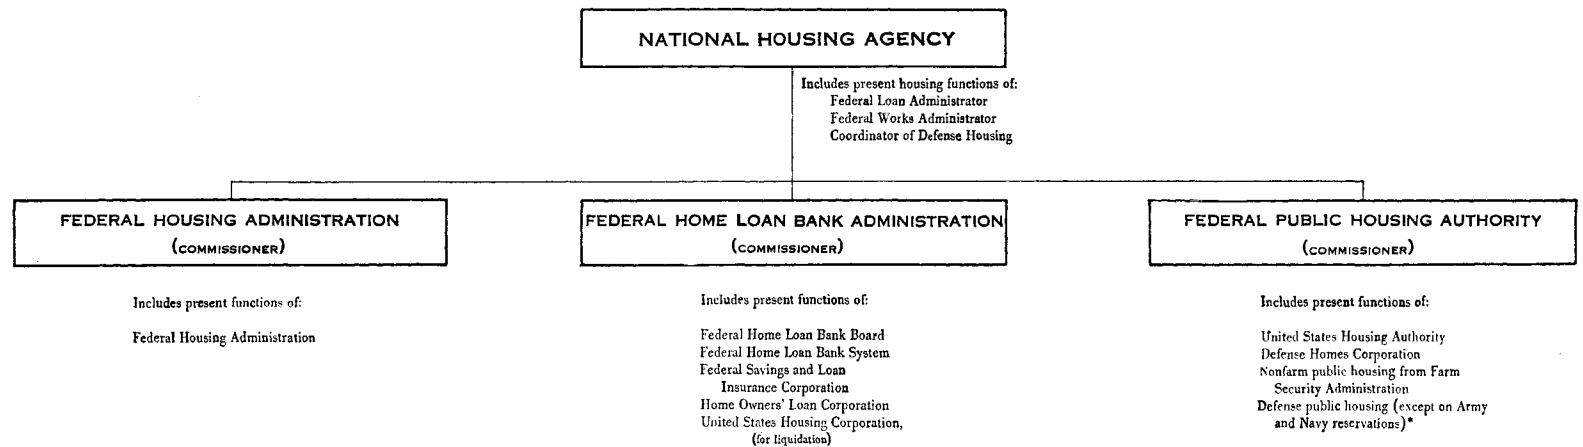 NATIONAL HOUSING AGENCY
Includes present housing functions of:
Federal Loan Administrator
Federal Works Administrator
Coordinator of Defense Housing
FEDERAL HOUSING ADMINISTRATION
(COMMISSIONER)
Includes present functions of:
Federal Housing Administration
FEDERAL HOME LOAN BANK ADMINISTRATION
(COMMISSIONER)
Includes present functions of:
Federal Home Loan Bank Board
Federal Home Loan Bank System
Federal Savings and Loan
Insurance Corporation
Home Owners' Loan Corporation
United States Housing Corporation,
(for liquidation)
FEDERAL PUBLIC HOUSING AUTHORITY
(COMMISSIONER)
Includes present functions of:
United States Housing Authority
Defense Homes Corporation
Nonfarm public housing from Farm
Security Administration
Defense public housing (except on Army
and Navy reservations)*